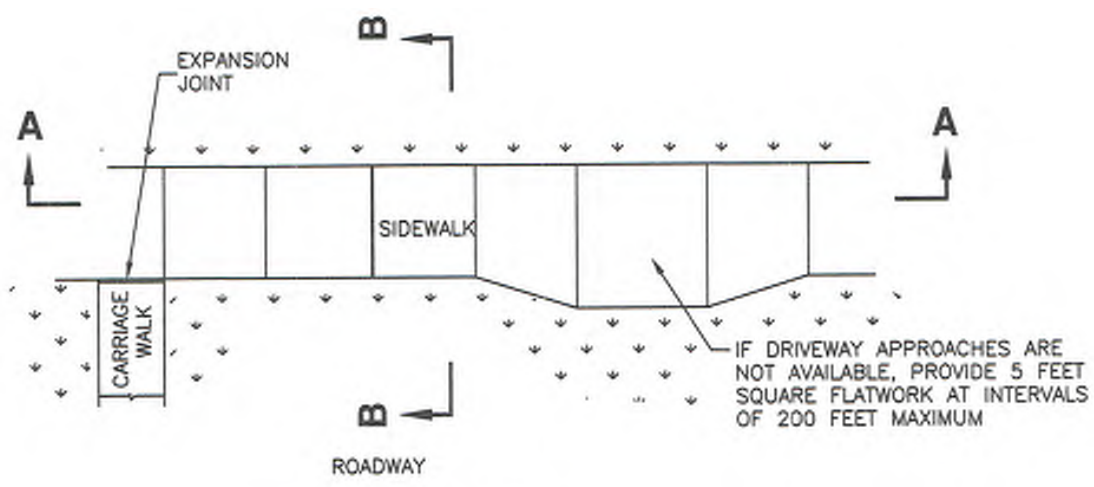 B
EXPANSION
JOINT
A
A
SIDEWALK
CARRIAGE
WALK
IF DRIVEWAY APPROACHES ARE
NOT AVAILABLE, PROVIDE 5 FEET
SQUARE FLATWORK AT INTERVALS
OF 200 FEET MAXIMUM
B
ROADWAY